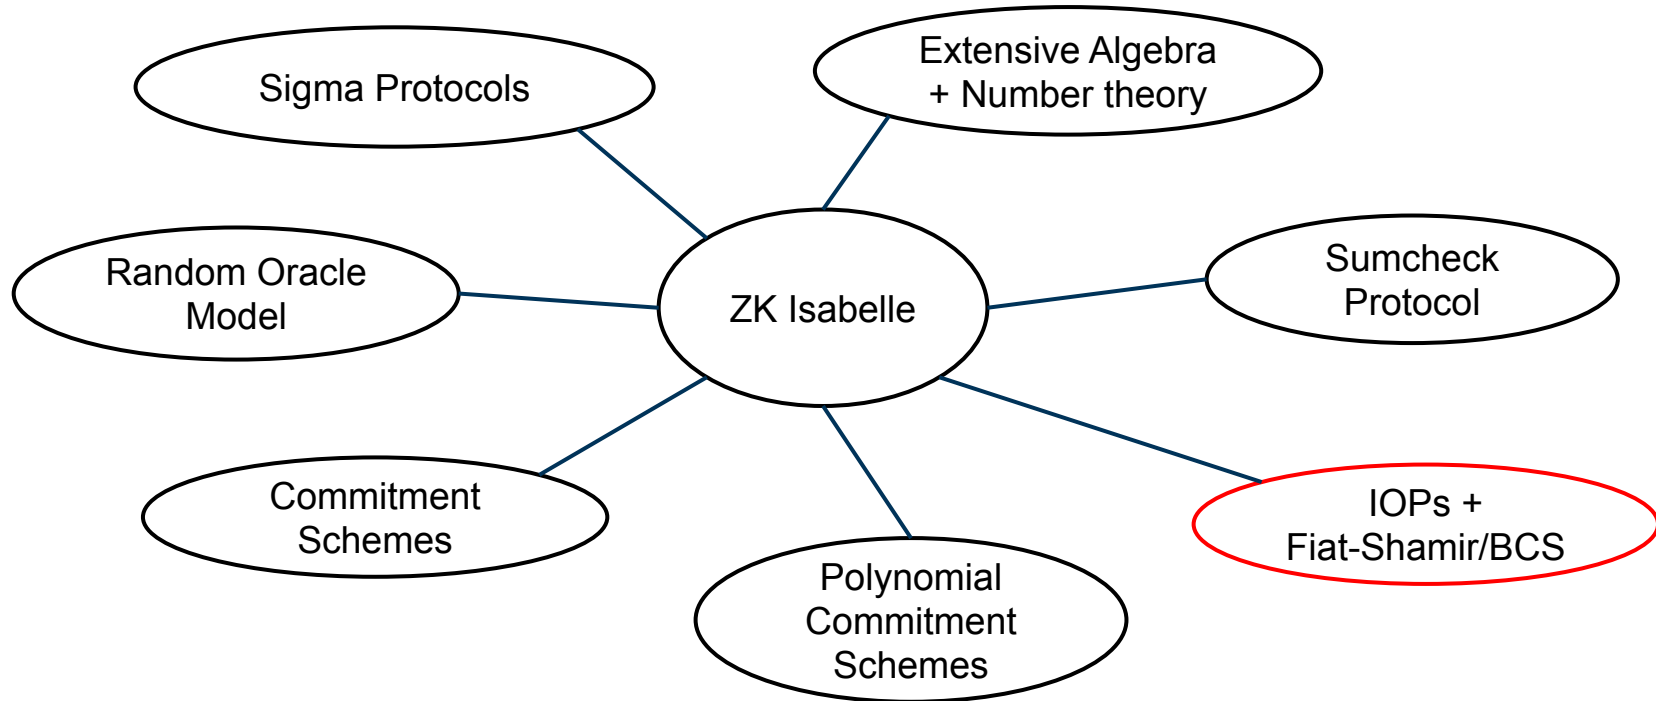 Sigma Protocols
Extensive Algebra
+ Number theory
Random Oracle
Model
ZK Isabelle
Sumcheck
Protocol
Commitment
Schemes
Polynomial
Commitment
Schemes
IOPs +
Fiat-Shamir/BCS